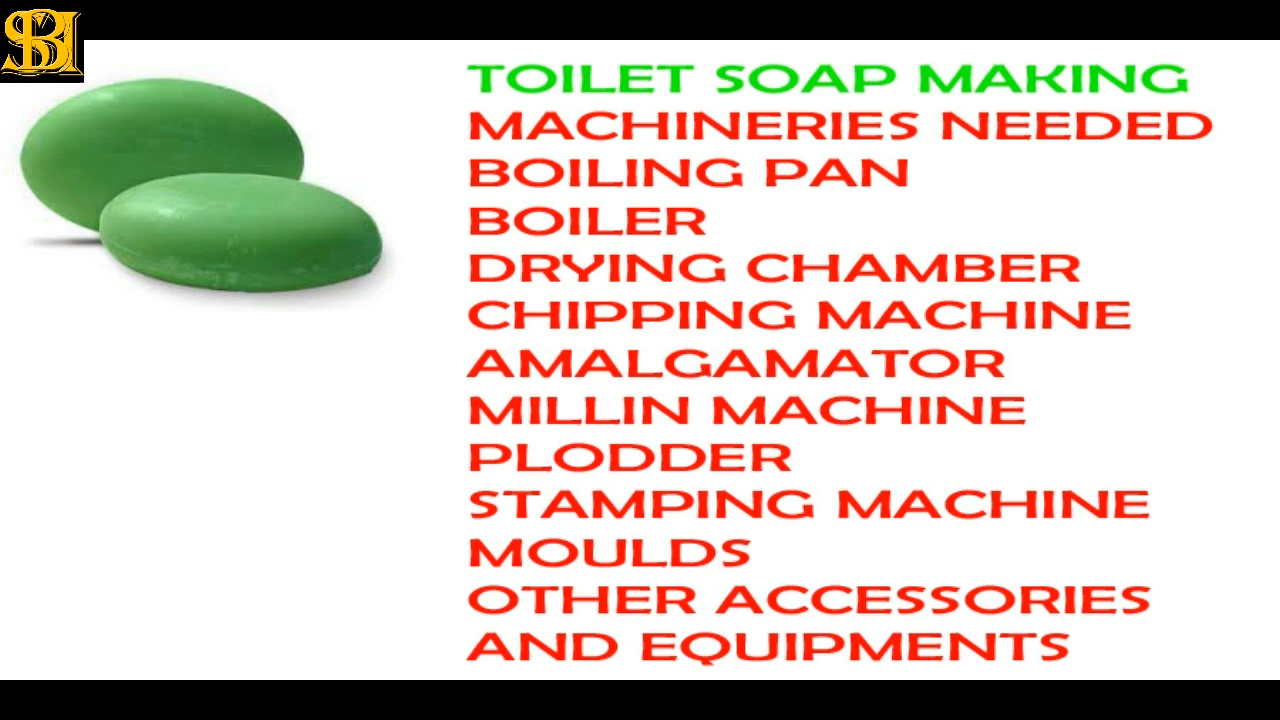 SBI
TOILET SOAP MAKING
MACHINERIES NEEDED
BOILING PAN
BOILER
DRYING CHAMBER
CHIPPING MACHINE
AMALGAMATOR
MILLIN MACHINE
PLODDER
STAMPING MACHINE
MOULDS
OTHER ACCESSORIES
AND EQUIPMENTS